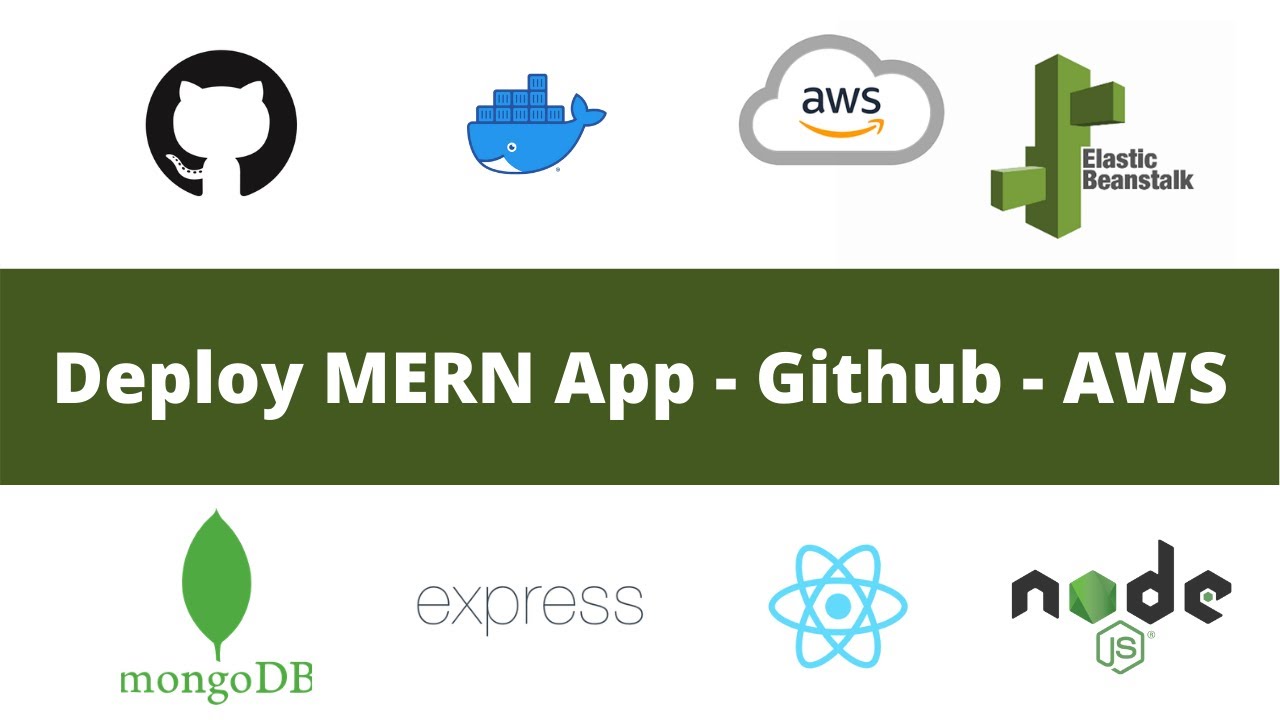 aws
Elastic
Beanstalk
Deploy MERN App - Github - AWS
mongoDB
express
node
JS